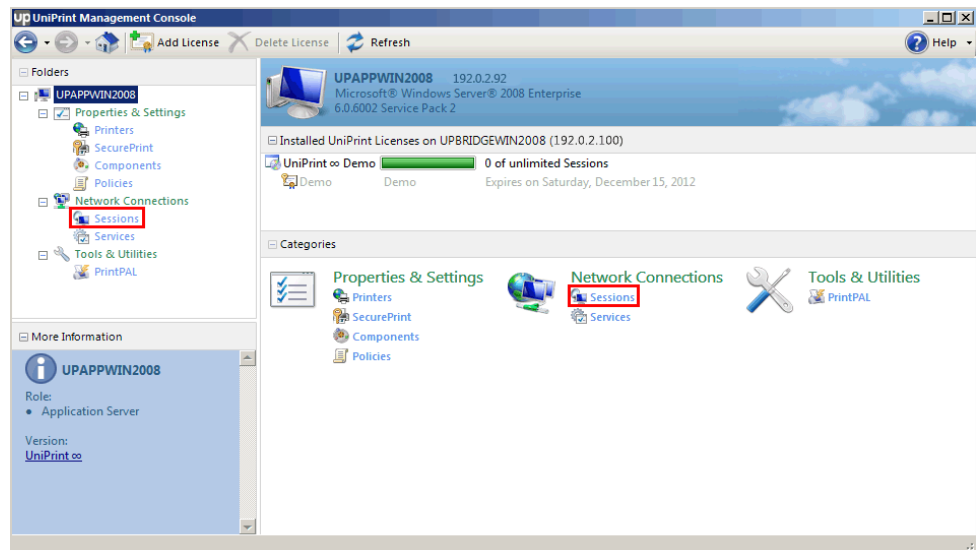 UP UniPrint Management Console
Add License Delete License Refresh Help
Folders
UPAPPWIN2008
Properties & Settings
Printers
SecurePrint
Components
Policies
Network Connections
Sessions
Services
Tools & Utilities
PrintPAL
More Information
UPAPPWIN2008
Role:
• Application Server
Version:
UniPrint ∞
UPAPPWIN2008 192.0.2.92
Microsoft® Windows Server® 2008 Enterprise
6.0.6002 Service Pack 2
Installed UniPrint Licenses on UPBRIDGEWIN2008 (192.0.2.100)
UniPrint ∞ Demo 0 of unlimited Sessions
Demo Demo Expires on Saturday, December 15, 2012
Categories
Properties & Settings
Printers
SecurePrint
Components
Policies
Network Connections
Sessions
Services
Tools & Utilities
PrintPAL